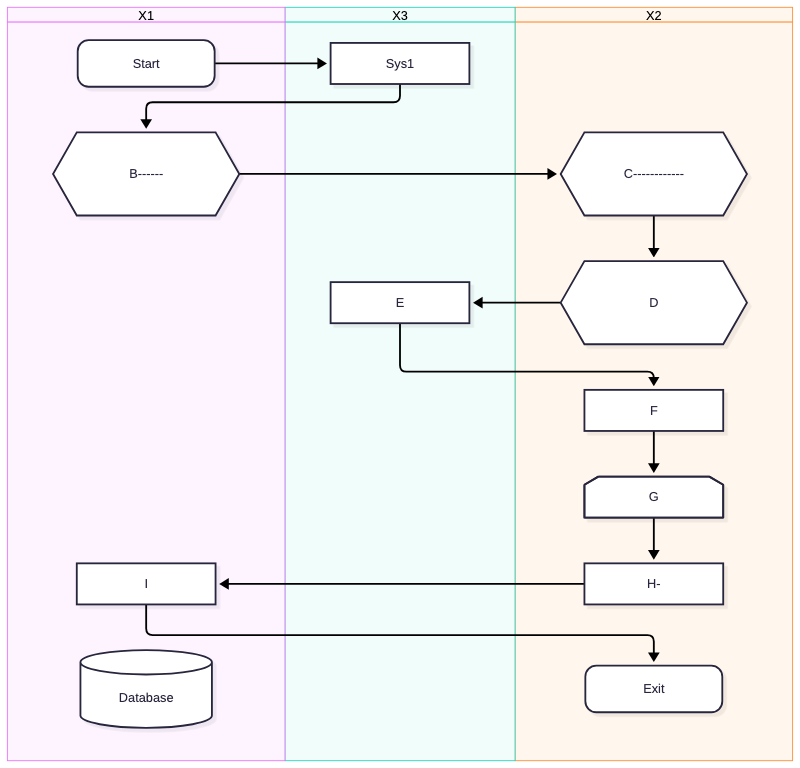 X1
X3
X2
Start
Sys1
B------
C------------
E
D
F
G
I
H-
Database
Exit